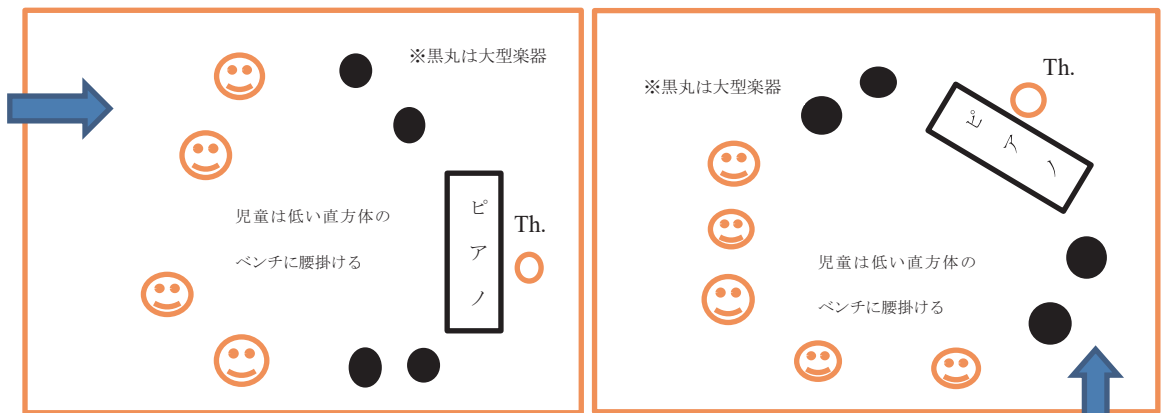 ※黒丸は大型楽器
児童は低い直方体の
ベンチに腰掛ける
ピアノ
Th.
Th.
※黒丸は大型楽器
ピアノ
児童は低い直方体の
ベンチに腰掛ける